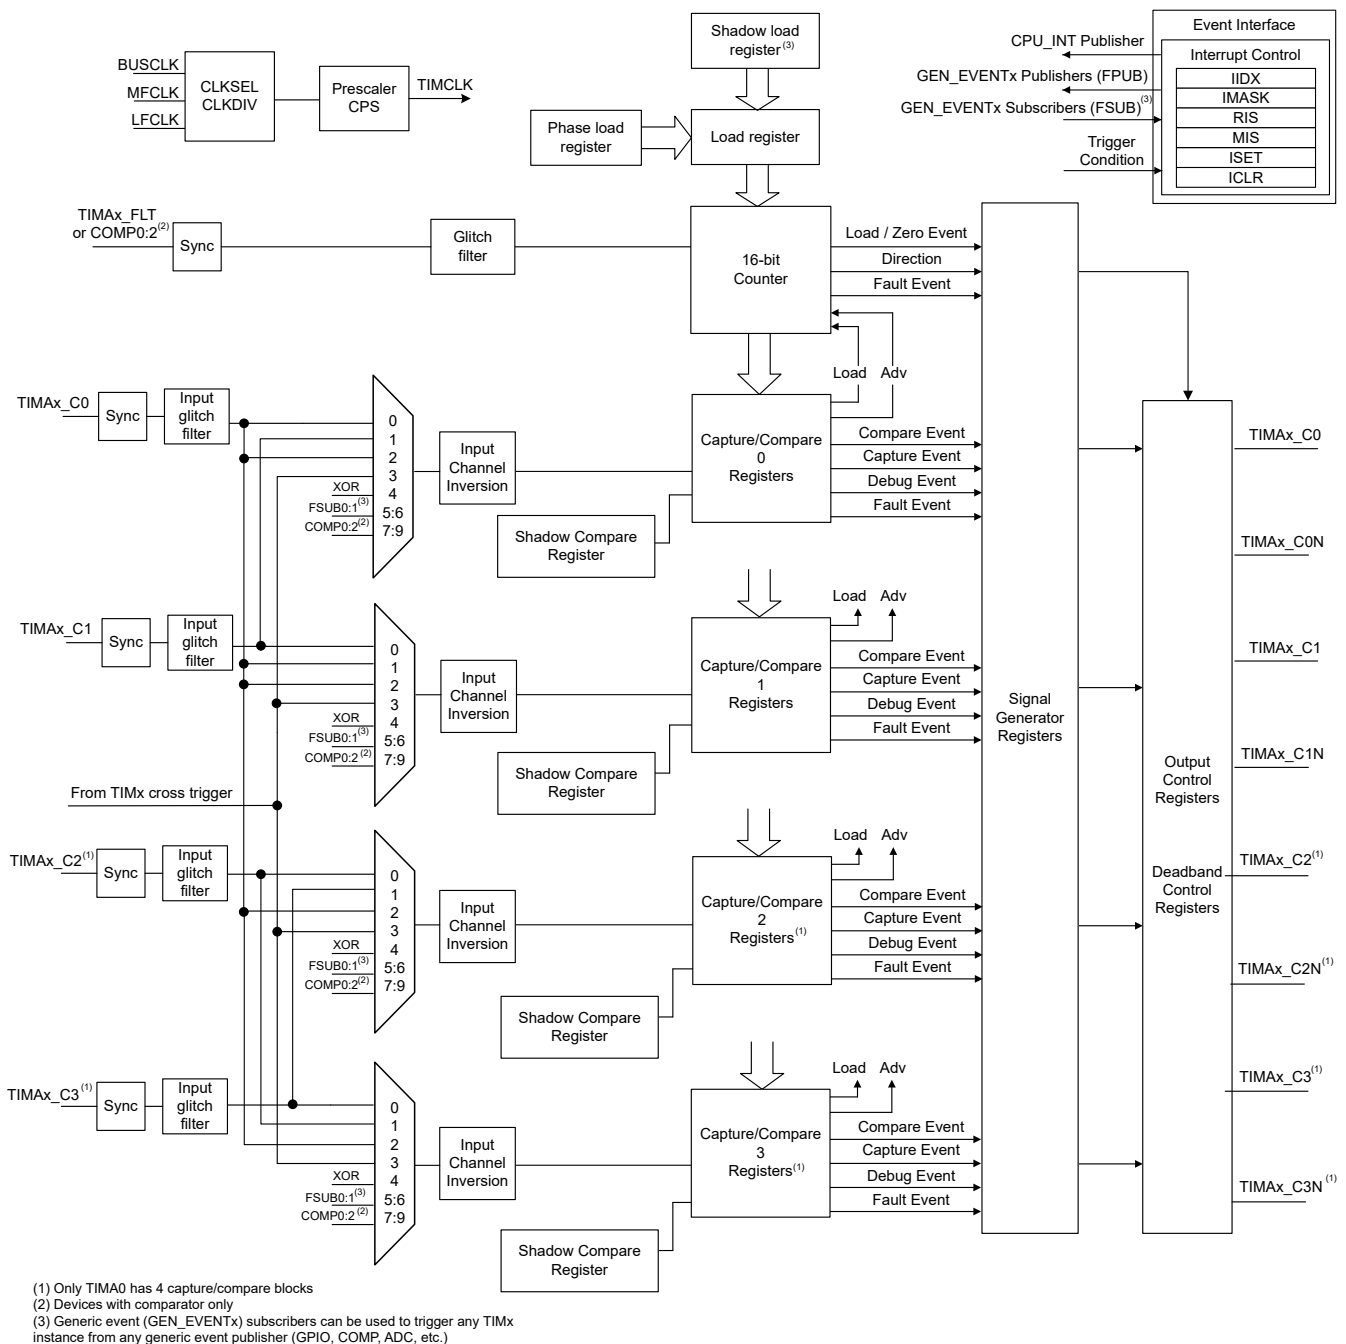 Shadow load
register(3)
Event Interface
CPU_INT Publisher
Interrupt Control
BUSCLK
MFCLK
LFCLK
CLKSEL
CLKDIV
Prescaler
CPS
TIMCLK
GEN_EVENTx Publishers (FPUB)
GEN_EVENTx Subscribers (FSUB)(3)
Trigger
Condition
IIDX
IMASK
RIS
MIS
ISET
ICLR
Phase load
register
Load register
TIMAx_FLT
or COMP0:2(2)
Sync
Glitch
filter
16-bit
Counter
Load / Zero Event
Direction
Fault Event
Load
Adv
TIMAx_C0
Sync
Input
glitch
filter
0
1
2
3
4
5:6
7:9
XOR
FSUB0:1(3)
COMP0:2(2)
Input
Channel
Inversion
Capture/Compare
0
Registers
Compare Event
Capture Event
Debug Event
Fault Event
Shadow Compare
Register
TIMAx_C1
Sync
Input
glitch
filter
0
1
2
3
4
5:6
7:9
XOR
FSUB0:1(3)
COMP0:2(2)
Input
Channel
Inversion
Load
Adv
Capture/Compare
1
Registers
Compare Event
Capture Event
Debug Event
Fault Event
Shadow Compare
Register
From TIMx cross trigger
TIMAx_C2(1)
Sync
Input
glitch
filter
0
1
2
3
4
5:6
7:9
XOR
FSUB0:1(3)
COMP0:2(2)
Input
Channel
Inversion
Load
Adv
Capture/Compare
2
Registers(1)
Compare Event
Capture Event
Debug Event
Fault Event
Shadow Compare
Register
TIMAx_C3(1)
Sync
Input
glitch
filter
0
1
2
3
4
5:6
7:9
XOR
FSUB0:1(3)
COMP0:2(2)
Input
Channel
Inversion
Load
Adv
Capture/Compare
3
Registers(1)
Compare Event
Capture Event
Debug Event
Fault Event
Shadow Compare
Register
Signal
Generator
Registers
Output
Control
Registers
Deadband
Control
Registers
TIMAx_C0
TIMAx_C0N
TIMAx_C1
TIMAx_C1N
TIMAx_C2(1)
TIMAx_C2N(1)
TIMAx_C3(1)
TIMAx_C3N(1)
(1) Only TIMA0 has 4 capture/compare blocks
(2) Devices with comparator only
(3) Generic event (GEN_EVENTx) subscribers can be used to trigger any TIMx
instance from any generic event publisher (GPIO, COMP, ADC, etc.)